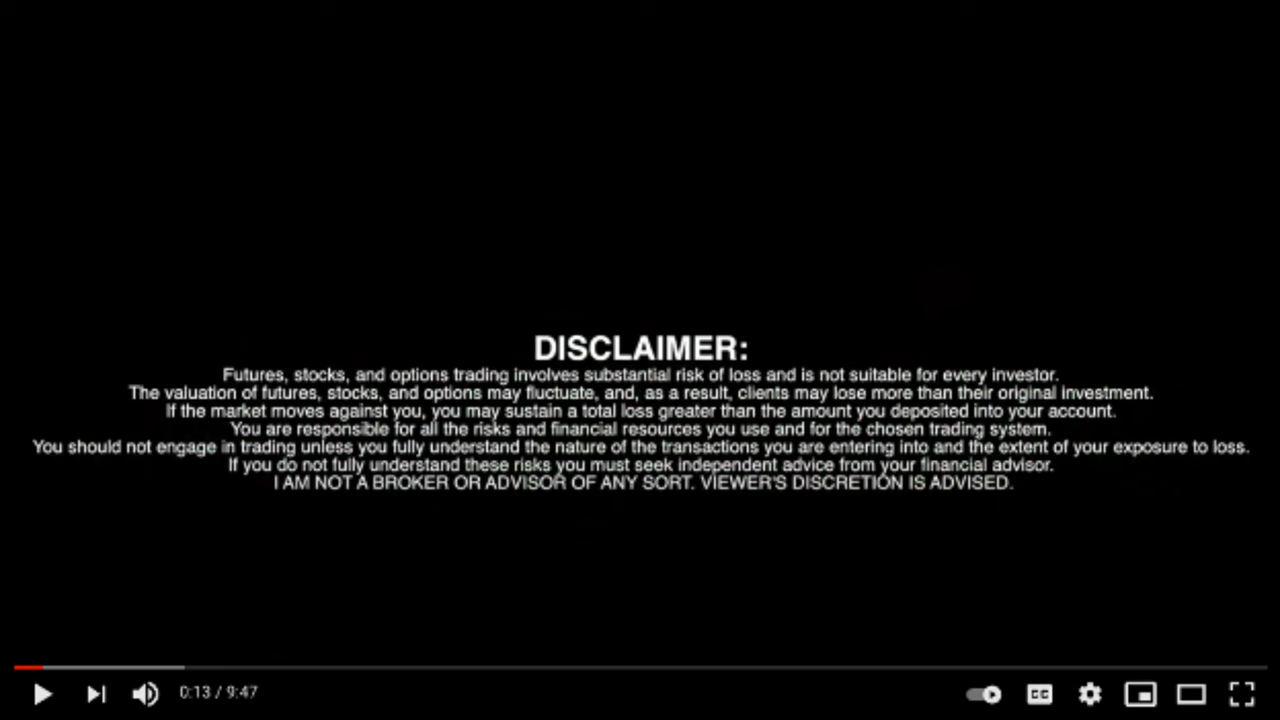 DISCLAIMER:
Futures, stocks, and options trading involves substantial risk of loss and is not suitable for every investor.
The valuation of futures, stocks, and options may fluctuate, and, as a result, clients may lose more than their original investment.
If the market moves against you, you may sustain a total loss greater than the amount you deposited into your account.
You are responsible for all the risks and financial resources you use and for the chosen trading system.
You should not engage in trading unless you fully understand the nature of the transactions you are entering into and the extent of your exposure to loss.
If you do not fully understand these risks you must seek independent advice from your financial advisor.
I AM NOT A BROKER OR ADVISOR OF ANY SORT. VIEWER'S DISCRETION IS ADVISED.
0:13 / 9:47
CC